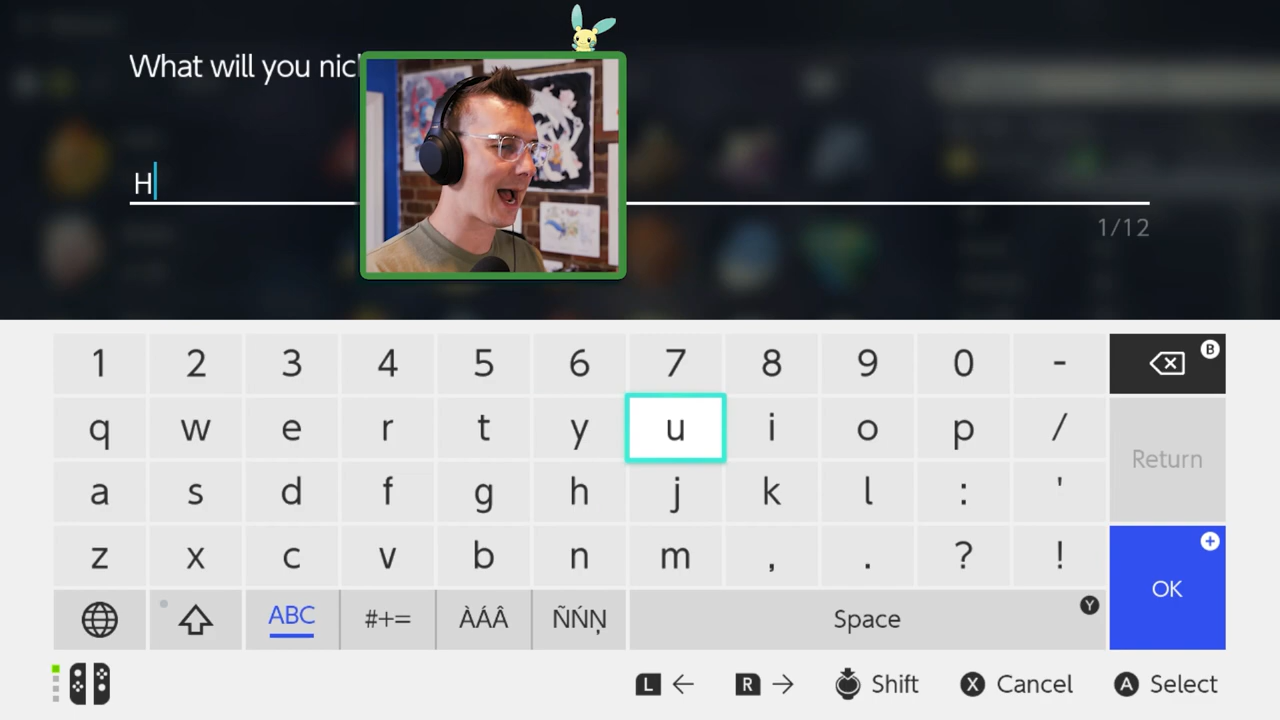 What will you nic
H
1/12
1 2 3 4 5 6 7 8 9 0 -
B
q w e r t y u i o p /
Return
a s d f g h j k l : '
z x c v b n m , . ? !
+
OK
ABC #+= ÀÁÂ ÑŃŅ Space Y
L ← R → Shift X Cancel A Select